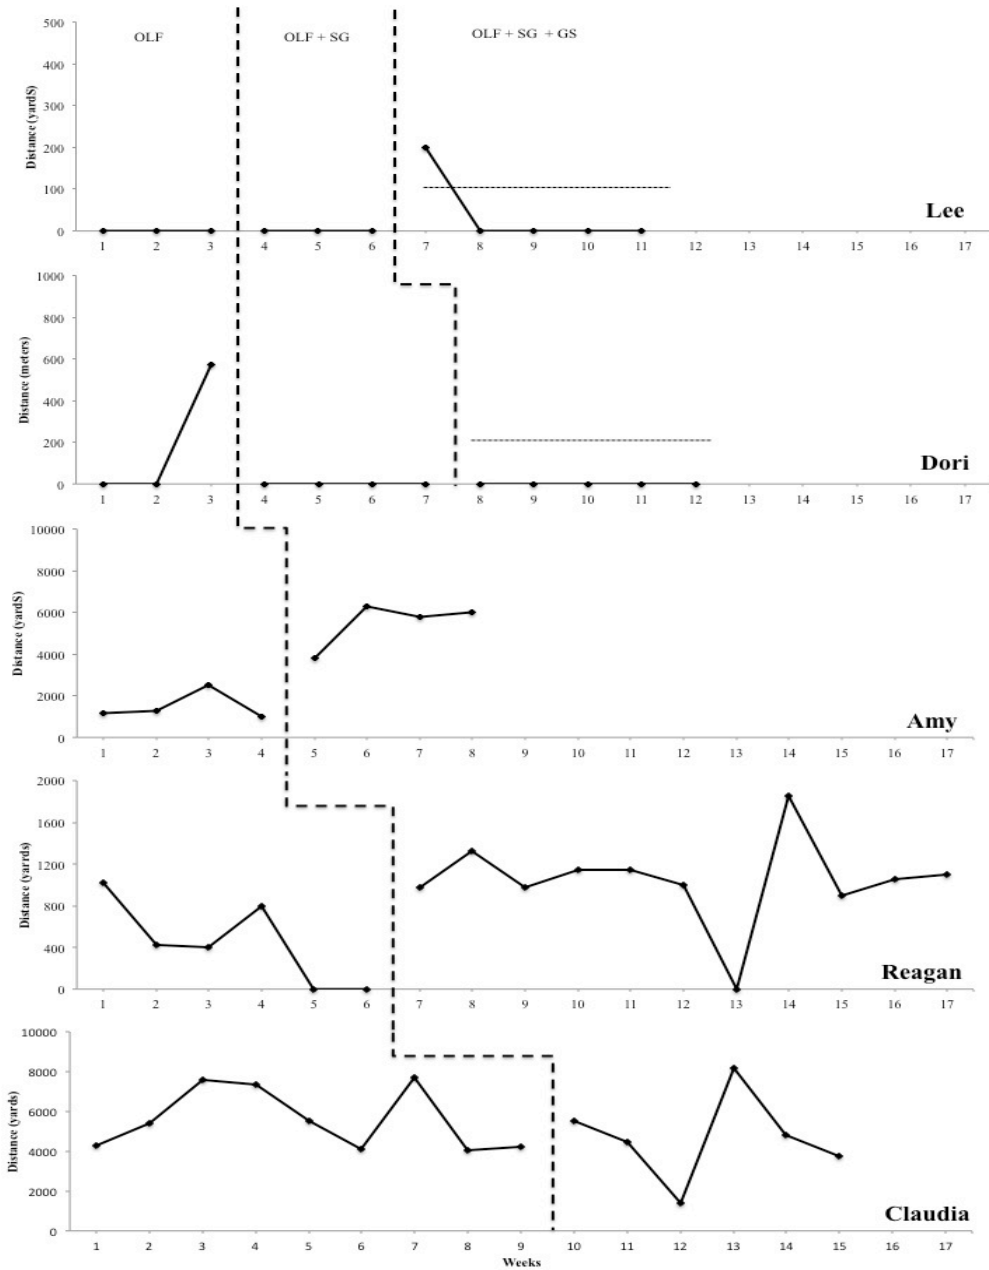 OLF OLF + SG OLF + SG + GS
500
400
300
200
100
0
Distance (yardS)
1 2 3 4 5 6 7 8 9 10 11 12 13 14 15 16 17
Lee
1000
800
600
400
200
0
Distance (meters)
1 2 3 4 5 6 7 8 9 10 11 12 13 14 15 16 17
Dori
10000
8000
6000
4000
2000
0
Distance (yardS)
1 2 3 4 5 6 7 8 9 10 11 12 13 14 15 16 17
Amy
2000
1600
1200
800
400
0
Distance (yarrds)
1 2 3 4 5 6 7 8 9 10 11 12 13 14 15 16 17
Reagan
10000
8000
6000
4000
2000
0
Distance (yards)
1 2 3 4 5 6 7 8 9 10 11 12 13 14 15 16 17
Claudia
Weeks